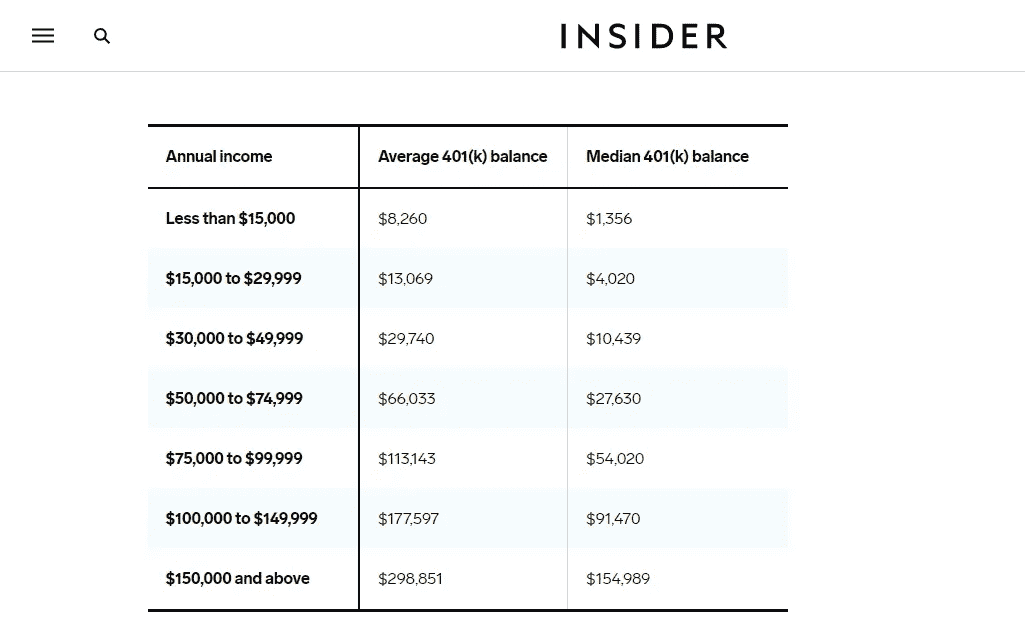 INSIDER
Annual income Average 401(k) balance Median 401(k) balance
Less than $15,000 $8,260 $1,356
$15,000 to $29,999 $13,069 $4,020
$30,000 to $49,999 $29,740 $10,439
$50,000 to $74,999 $66,033 $27,630
$75,000 to $99,999 $113,143 $54,020
$100,000 to $149,999 $177,597 $91,470
$150,000 and above $298,851 $154,989